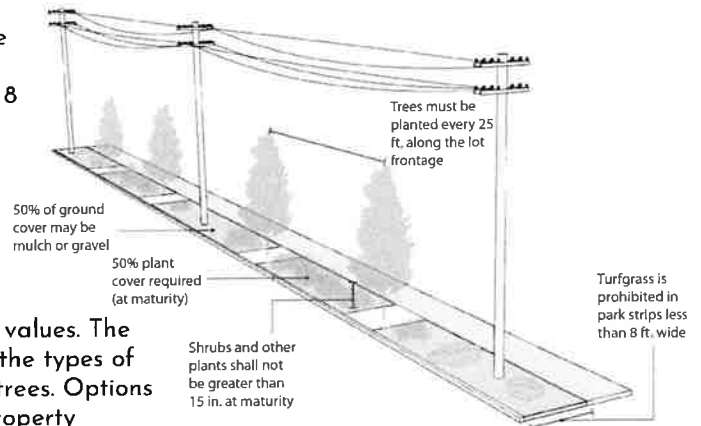 e
8
Trees must be
planted every 25
ft, along the lot
frontage
50% of ground
cover may be
mulch or gravel
50% plant
cover required
(at maturity)
Shrubs and other
plants shall not
be greater than
15 in. at maturity
Turfgrass is
prohibited in
park strips less
than 8 ft. wide
values. The
the types of
trees. Options
roperty